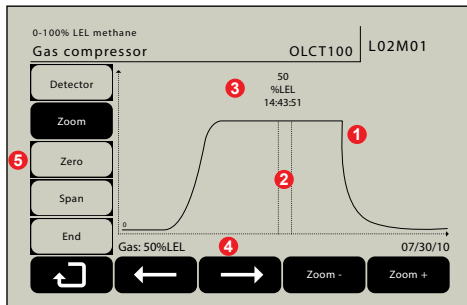 0-100% LEL methane
Gas compressor
OLCT100
L02M01
50
%LEL
14:43:51
Detector
Zoom
Zero
Span
End
3
1
5
2
0
4
Gas: 50%LEL
07/30/10
Zoom -
Zoom +